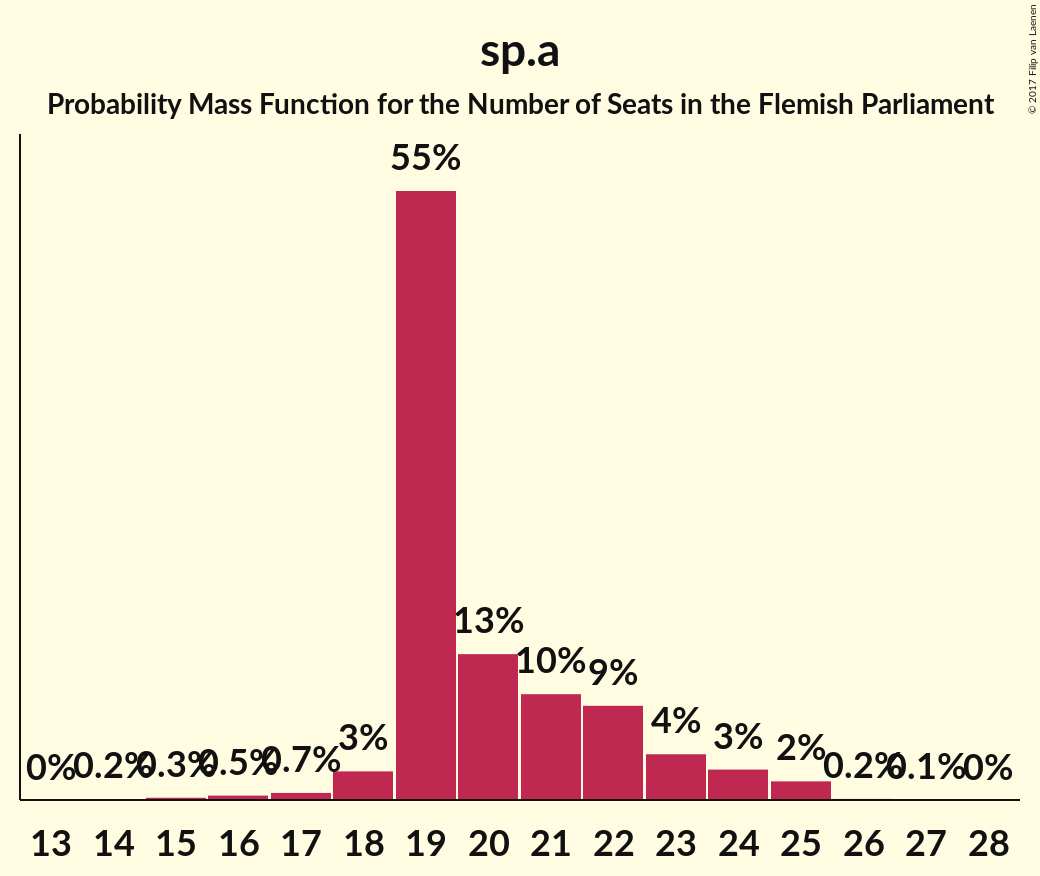 sp.a
Probability Mass Function for the Number of Seats in the Flemish Parliament
© 2017 Filip van Laenen
55%
13%
10%
9%
4%
3%
3%
2%
0% 0.2% 0.3% 0.5% 0.7% 0.2% 0.1% 0%
13 14 15 16 17 18 19 20 21 22 23 24 25 26 27 28